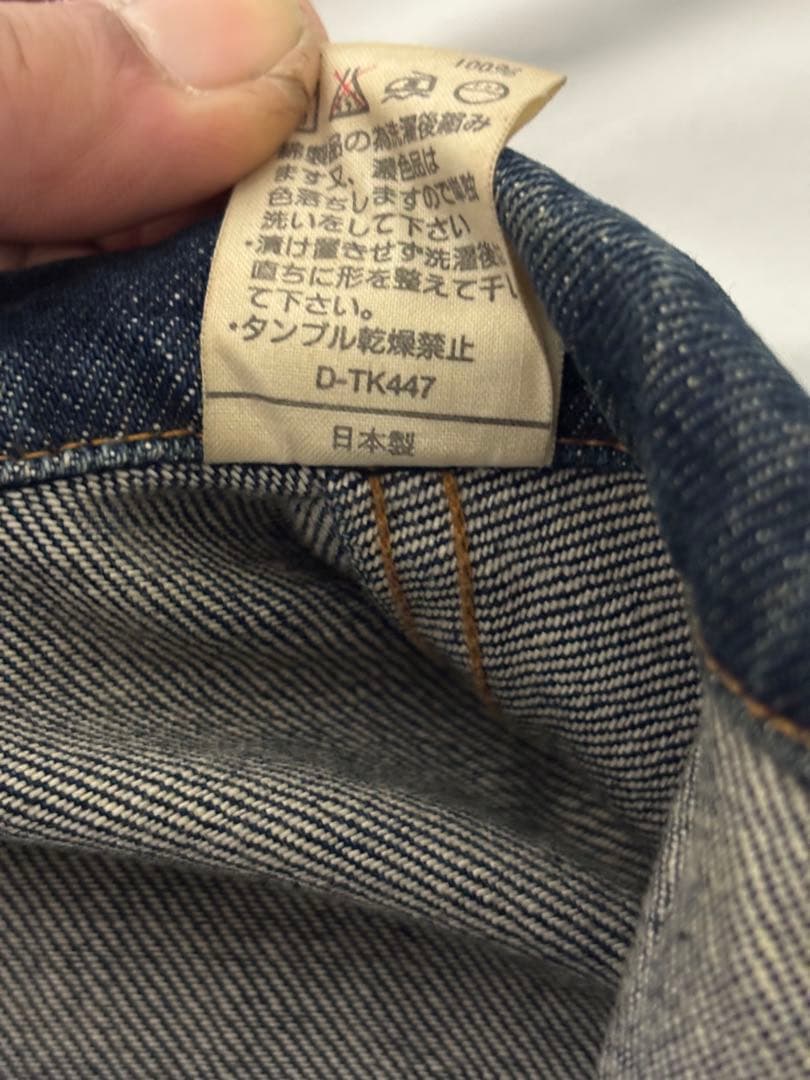 100%
綿製品の為洗濯後縮み
ます又、濃色品は
色落ちしますので単独
洗いをして下さい
・漬け置きせず洗濯後
直ちに形を整えて干し
て下さい。
・タンブル乾燥禁止
D-TK447
日本製